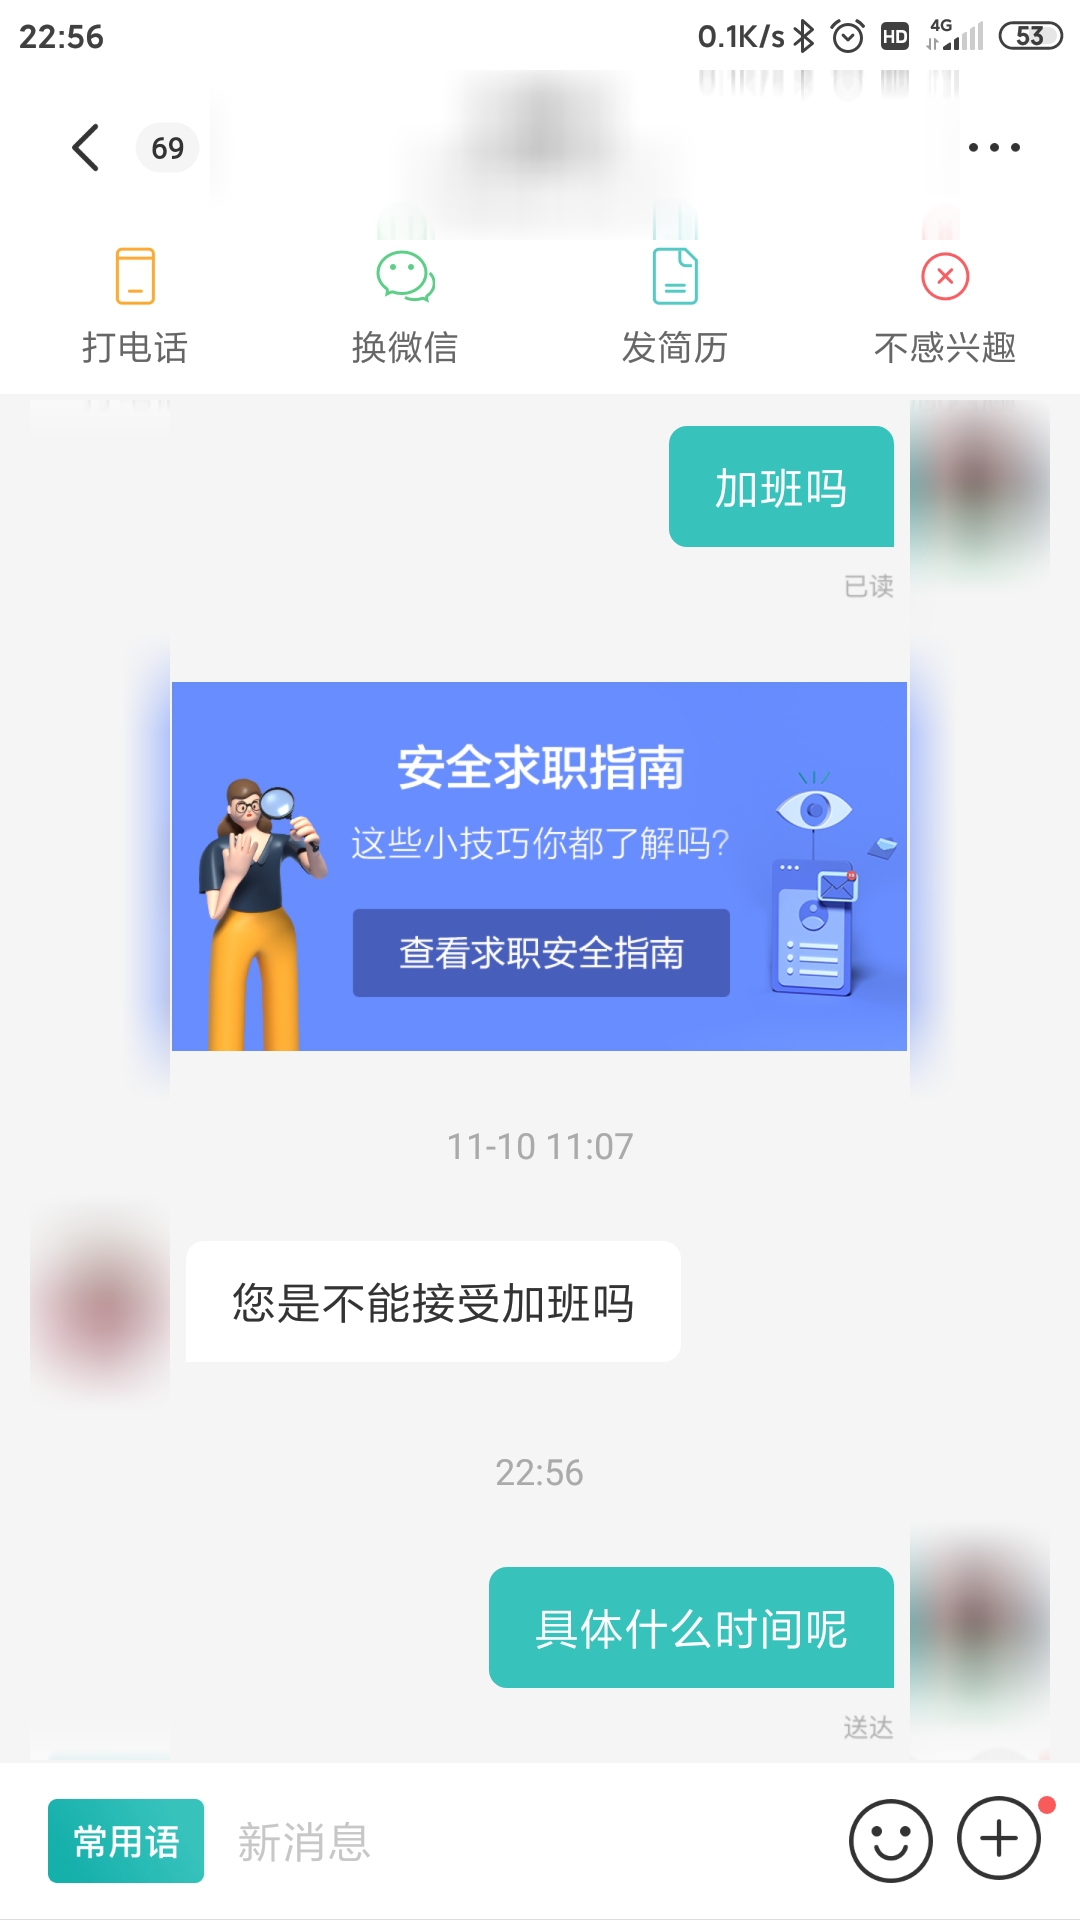 22:56
0.1K/s HD 4G 53
69
打电话
换微信
发简历
不感兴趣
加班吗
已读
安全求职指南
这些小技巧你都了解吗?
查看求职安全指南
11-10 11:07
您是不能接受加班吗
22:56
具体什么时间呢
送达
常用语
新消息